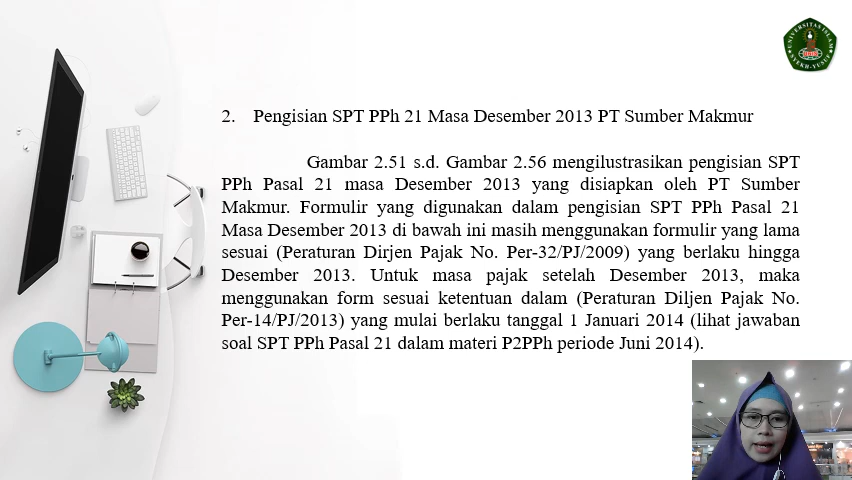 UNIVERSITAS ISLAM
SYEKH-YUSUF
2. Pengisian SPT PPh 21 Masa Desember 2013 PT Sumber Makmur
Gambar 2.51 s.d. Gambar 2.56 mengilustrasikan pengisian SPT
PPh Pasal 21 masa Desember 2013 yang disiapkan oleh PT Sumber
Makmur. Formulir yang digunakan dalam pengisian SPT PPh Pasal 21
Masa Desember 2013 di bawah ini masih menggunakan formulir yang lama
sesuai (Peraturan Dirjen Pajak No. Per-32/PJ/2009) yang berlaku hingga
Desember 2013. Untuk masa pajak setelah Desember 2013, maka
menggunakan form sesuai ketentuan dalam (Peraturan Diljen Pajak No.
Per-14/PJ/2013) yang mulai berlaku tanggal 1 Januari 2014 (lihat jawaban
soal SPT PPh Pasal 21 dalam materi P2PPh periode Juni 2014).